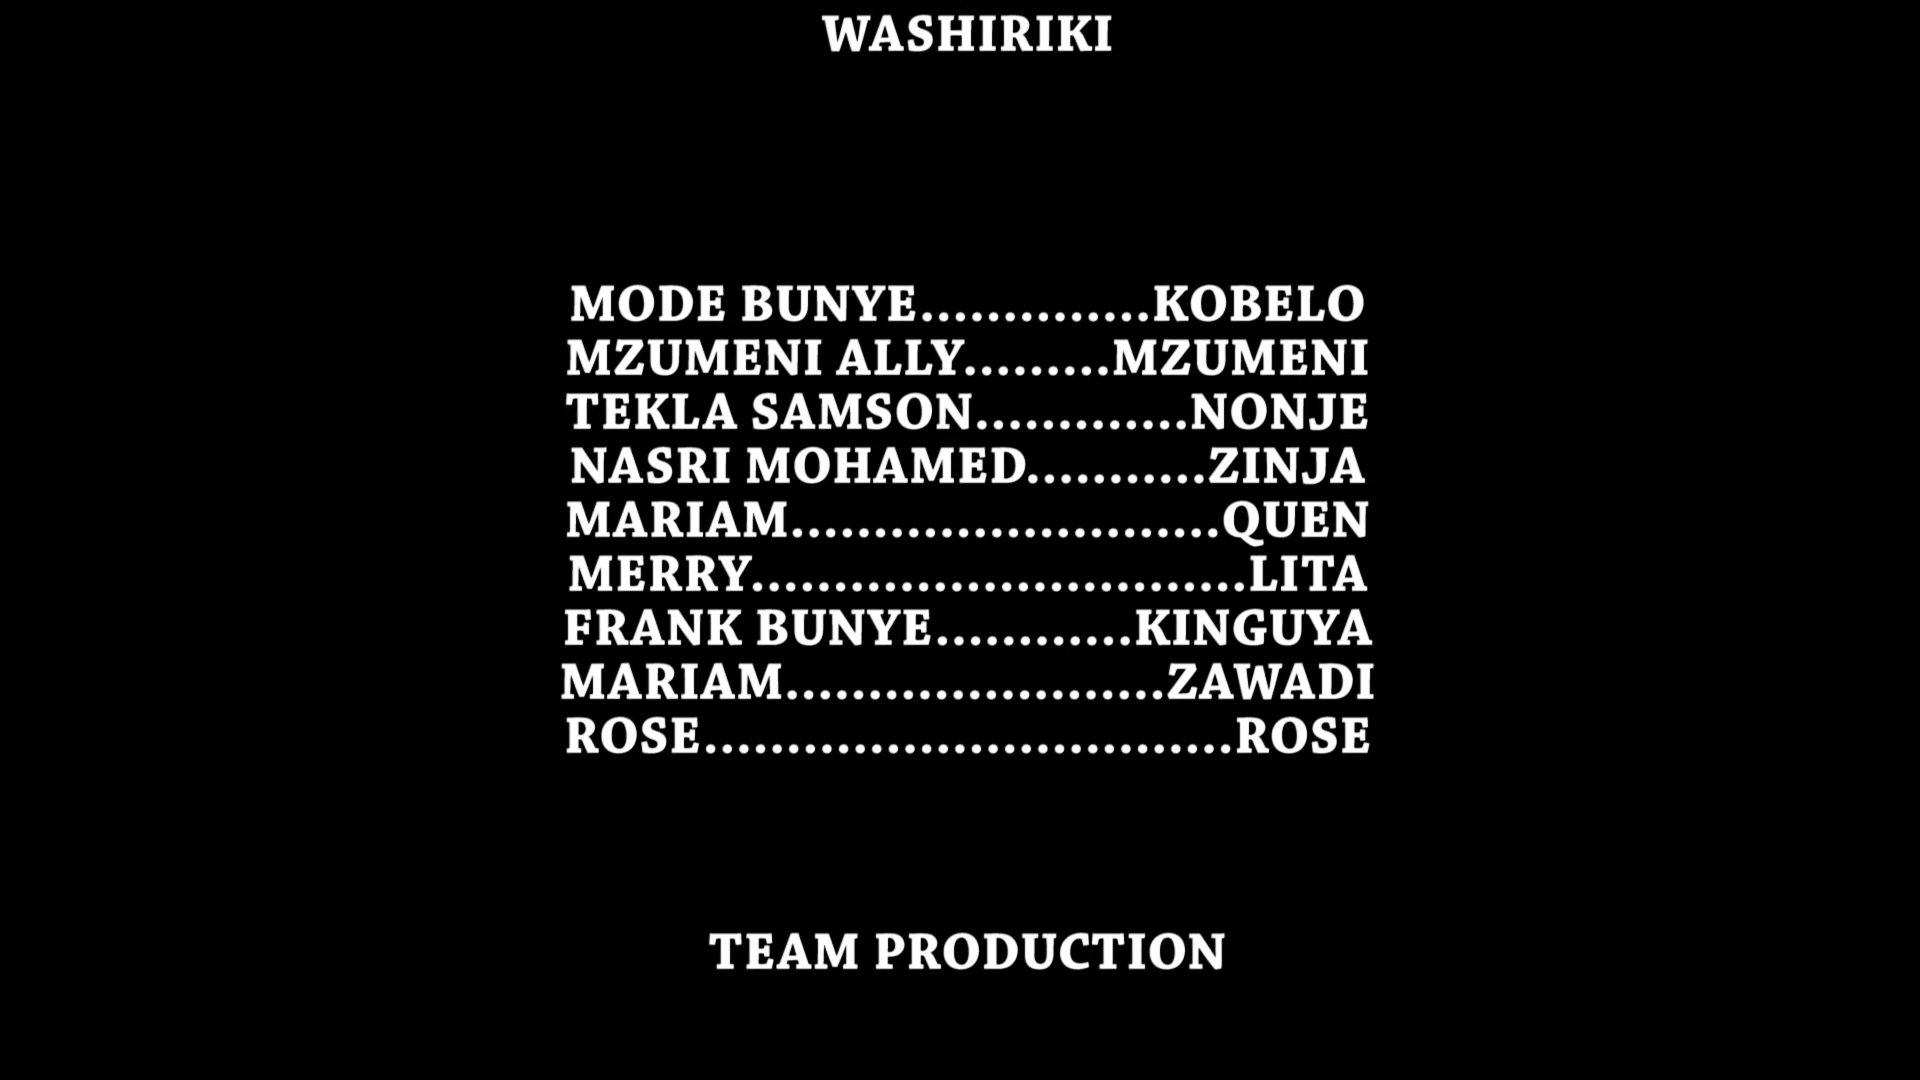 WASHIRIKI
MODE BUNYE..............KOBELO
MZUMENI ALLY.........MZUMENI
TEKLA SAMSON.............NONJE
NASRI MOHAMED...........ZINJA
MARIAM..........................QUEN
MERRY..............................LITA
FRANK BUNYE............KINGUYA
MARIAM.......................ZAWADI
ROSE................................ROSE
TEAM PRODUCTION